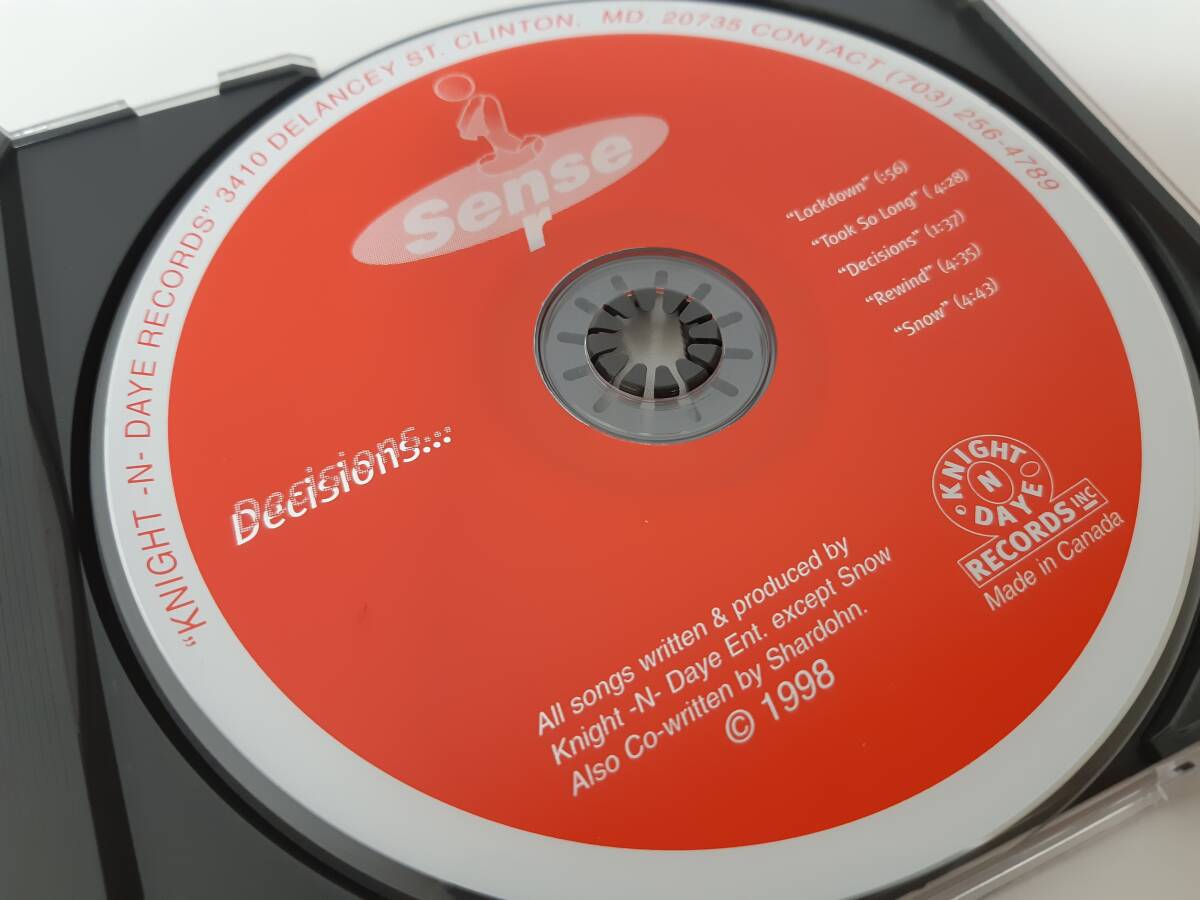 "KNIGHT -N- DAYE RECORDS" 3410 DELANCEY ST. CLINTON, MD. 20735 CONTACT (703) 256-4789
Sense
r
"Lockdown" (:56)
"Took So Long" ( 4:28)
"Decisions" (1:37)
"Rewind" (4:35)
"Snow" (4:43)
Decisions...
Decisions...
KNIGHT
N
DAYE
RECORDS INC
Made in Canada
All songs written & produced by
Knight -N- Daye Ent. except Snow
Also Co-written by Shardohn.
© 1998